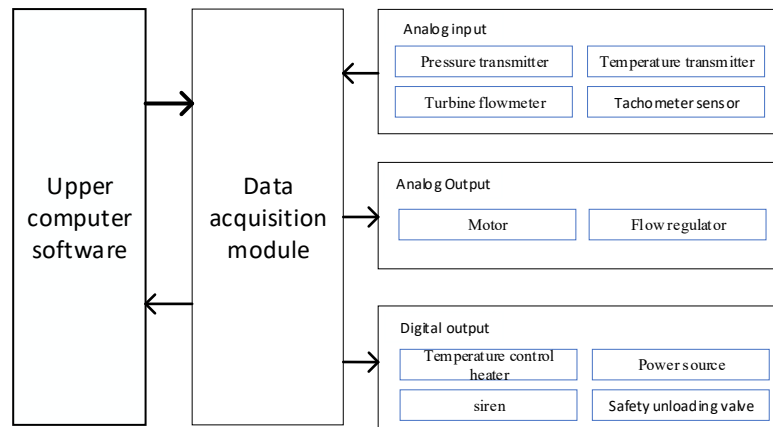 Upper
computer
software
Data
acquisition
module
Analog input
Pressure transmitter
Temperature transmitter
Turbine flowmeter
Tachometer sensor
Analog Output
Motor
Flow regulator
Digital output
Temperature control
heater
Power source
siren
Safety unloading valve